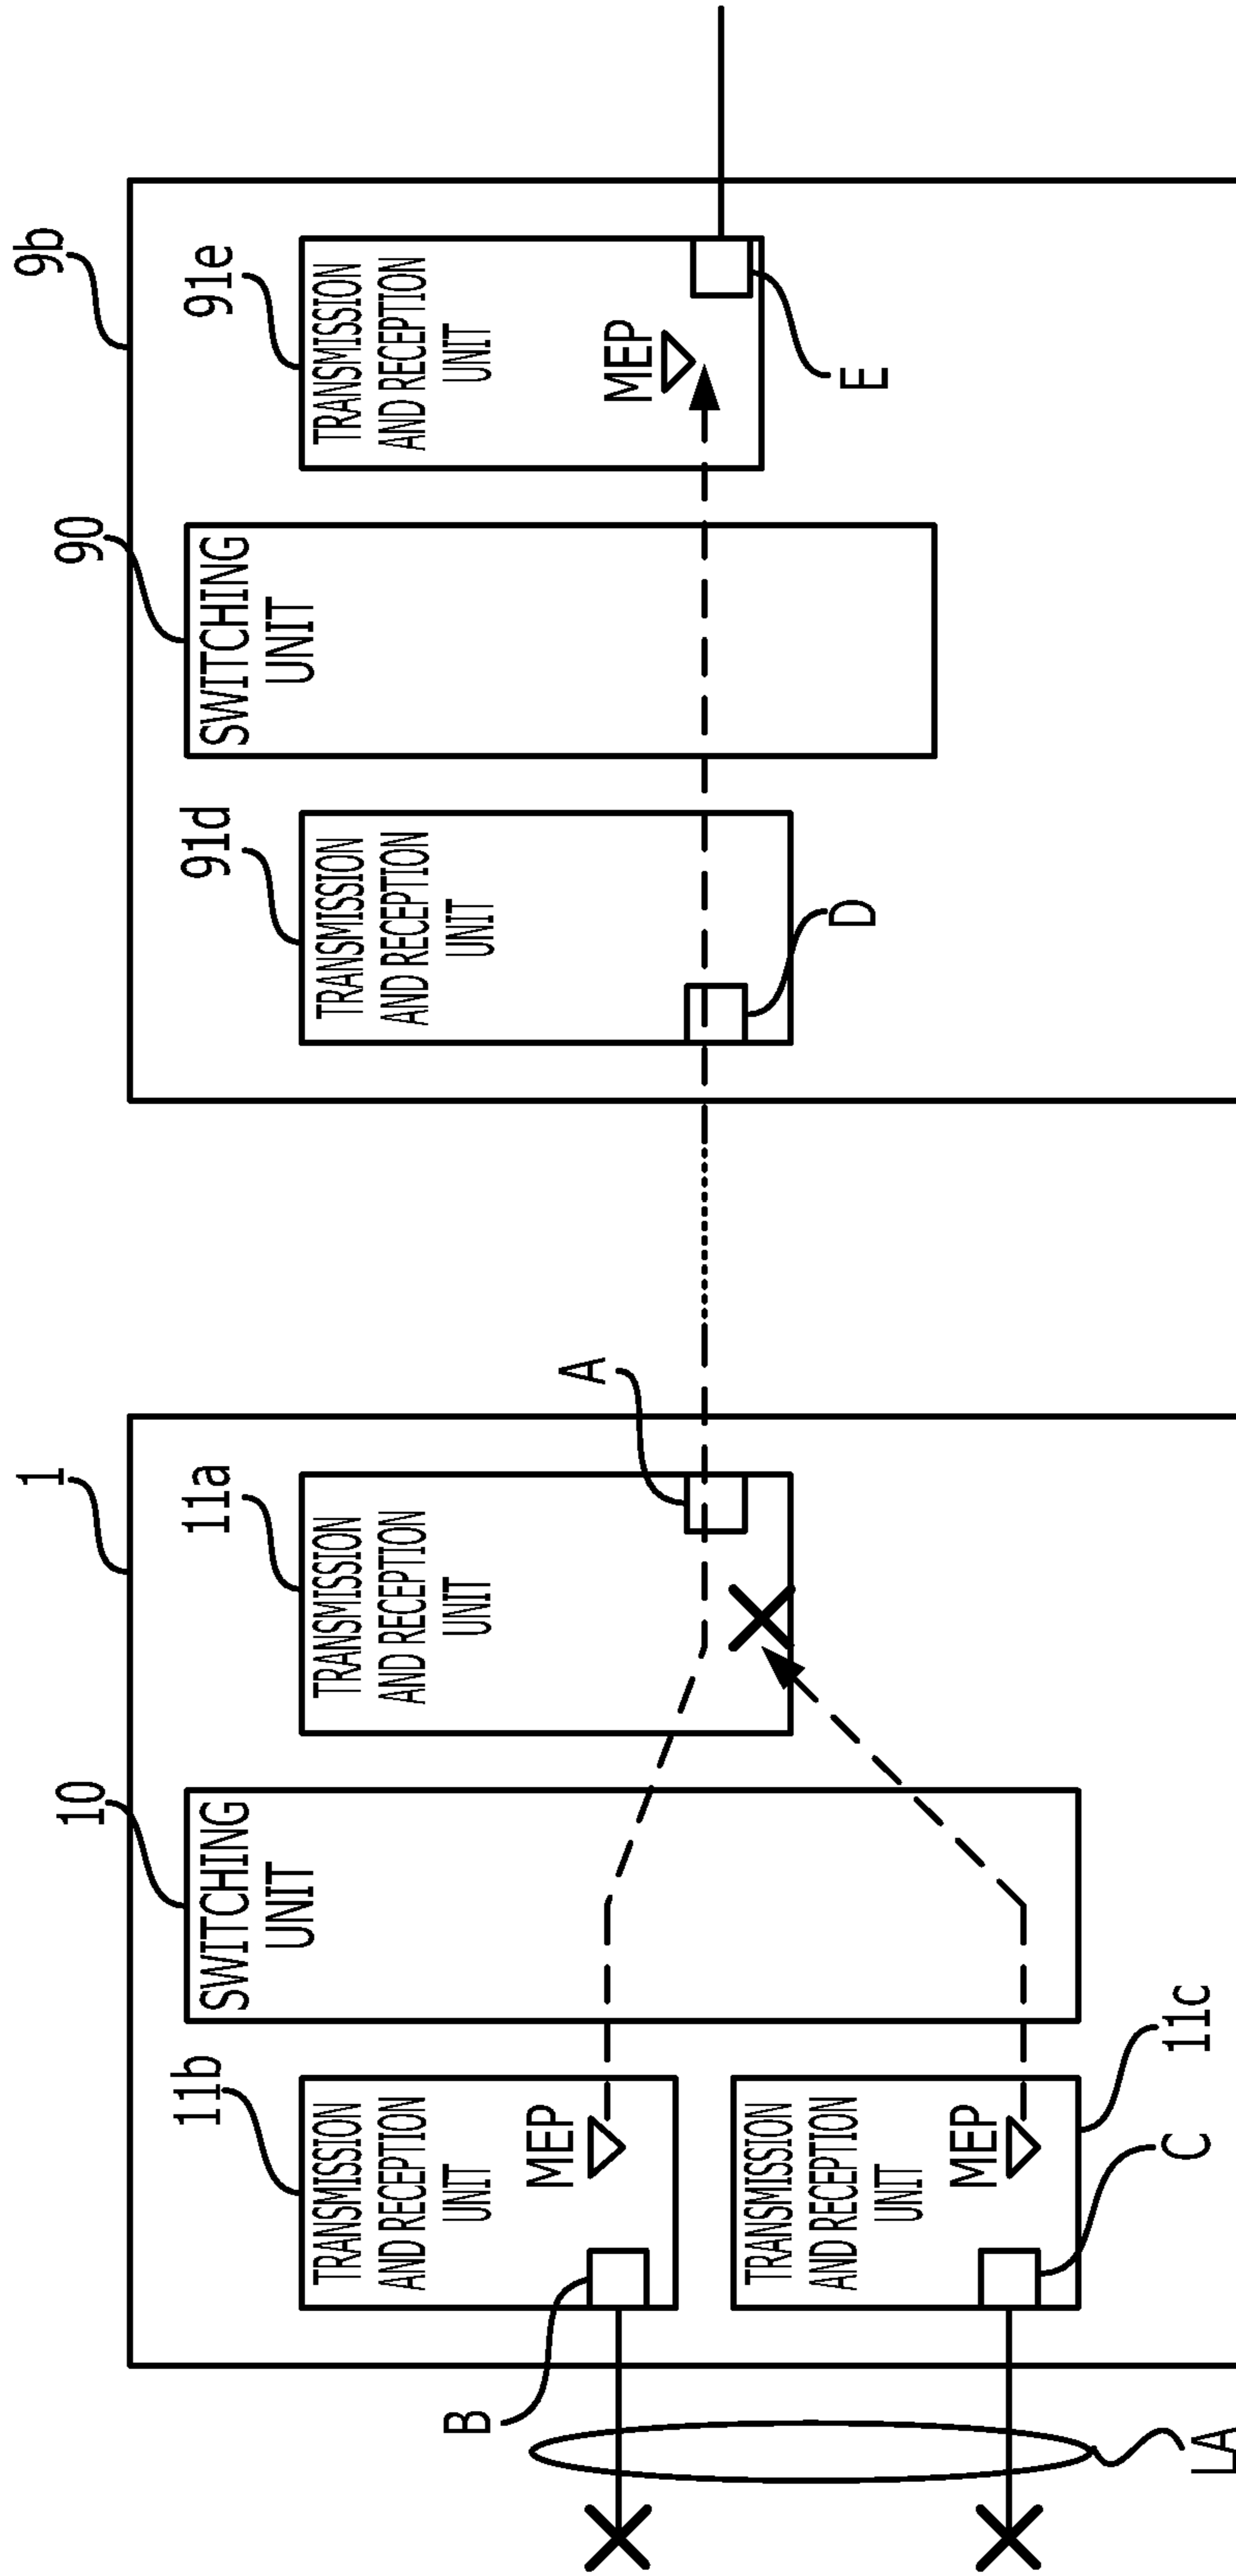 1
9b
10
11a
90
91e
11b
91d
SWITCHING
UNIT
SWITCHING
UNIT
TRANSMISSION
AND RECEPTION
UNIT
TRANSMISSION
AND RECEPTION
UNIT
TRANSMISSION
AND RECEPTION
UNIT
TRANSMISSION
AND RECEPTION
UNIT
MEP
MEP
A
B
D
E
TRANSMISSION
AND RECEPTION
UNIT
MEP
C
11c
LA